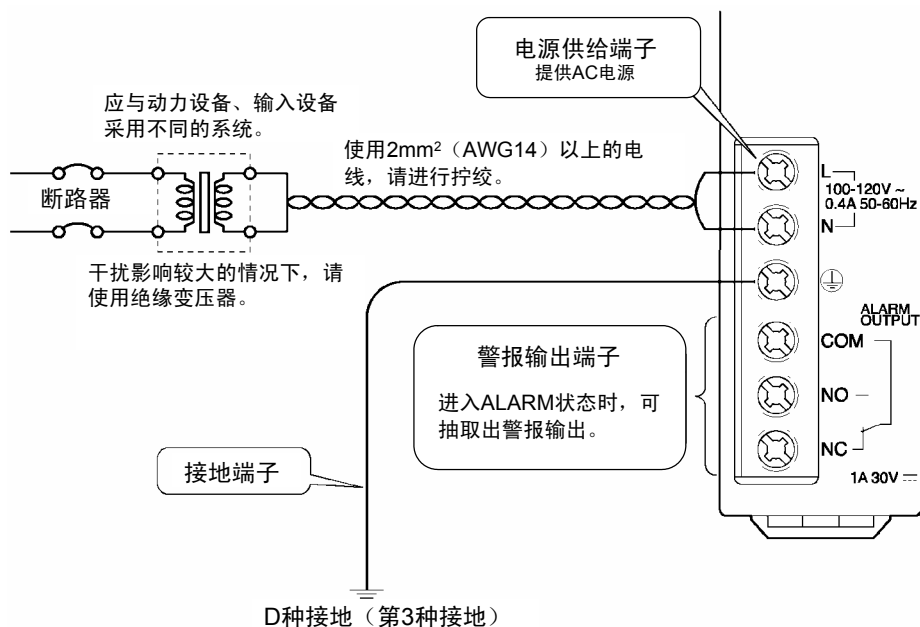 电源供给端子
提供AC电源
应与动力设备、输入设备
采用不同的系统。
使用2mm²（AWG14）以上的电
线，请进行拧绞。
断路器
L
100-120V ~
0.4A 50-60Hz
N
干扰影响较大的情况下，请
使用绝缘变压器。
ALARM
OUTPUT
COM
警报输出端子
进入ALARM状态时，可
抽取出警报输出。
NO
NC
1A 30V ⎓
接地端子
D种接地（第3种接地）